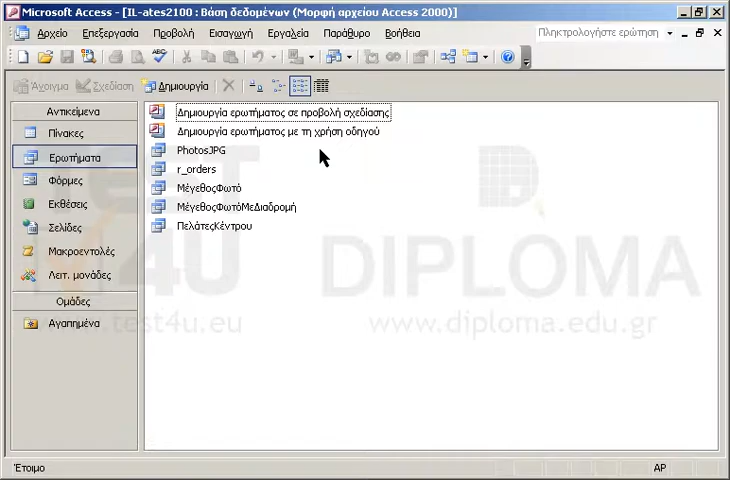 Microsoft Access - [IL-ates2100 : Βάση δεδομένων (Μορφή αρχείου Access 2000)]
Αρχείο Επεξεργασία Προβολή Εισαγωγή Εργαλεία Παράθυρο Βοήθεια Πληκτρολογήστε ερώτηση
Άνοιγμα Σχεδίαση Δημιουργία
Αντικείμενα
Πίνακες
Ερωτήματα
Φόρμες
Εκθέσεις
Σελίδες
Μακροεντολές
Λειτ. μονάδες
Ομάδες
Αγαπημένα
Δημιουργία ερωτήματος σε προβολή σχεδίασης
Δημιουργία ερωτήματος με τη χρήση οδηγού
PhotosJPG
r_orders
ΜέγεθοςΦωτό
ΜέγεθοςΦωτόΜεΔιαδρομή
ΠελάτεςΚέντρου
TEST
4U
test4u.eu
DIPLOMA
www.diploma.edu.gr
Έτοιμο
ΑΡ